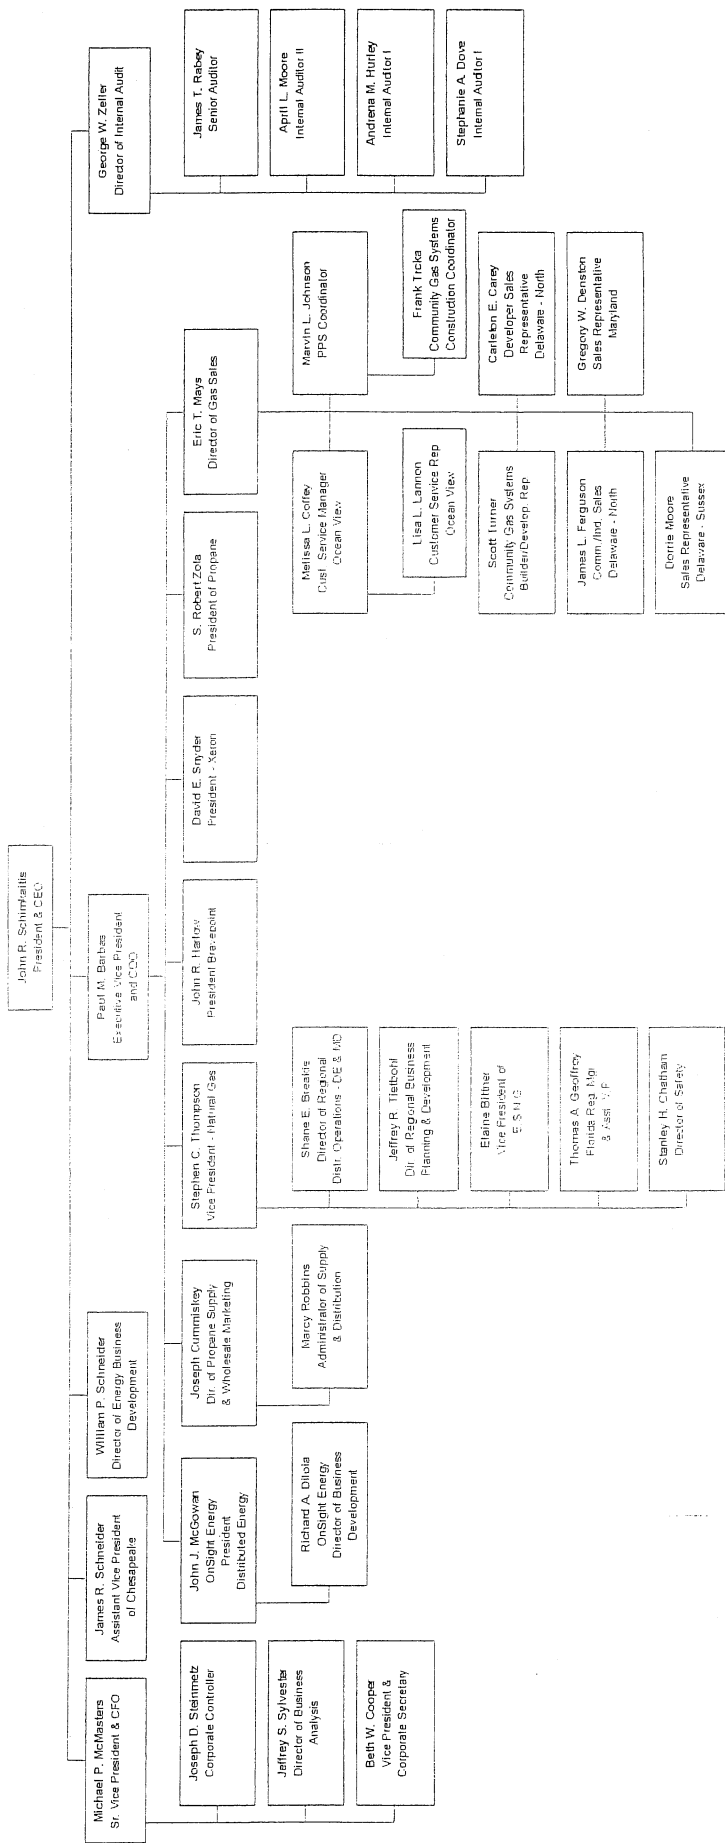 John R. Schimkaitis
President & CEO
Michael P. McMasters
Sr. Vice President & CFO
James R. Schneider
Assistant Vice President
of Chesapeake
William P. Schneider
Director of Energy Business
Development
Paul M. Barbas
Executive Vice President
and COO
George W. Zeller
Director of Internal Audit
Joseph D. Steinmetz
Corporate Controller
Jeffrey S. Sylvester
Director of Business
Analysis
Beth W. Cooper
Vice President &
Corporate Secretary
John J. McGowan
OnSight Energy
President
Distributed Energy
Richard A. DiIoia
OnSight Energy
Director of Business
Development
Joseph Cummiskey
Dir. of Propane Supply
& Wholesale Marketing
Marcy Robbins
Administrator of Supply
& Distribution
Stephen C. Thompson
Vice President - Natural Gas
Shane E. Breakie
Director of Regional
Distr. Operations - DE & MD
Jeffrey R. Tietbohl
Dir. of Regional Business
Planning & Development
Elaine Bittner
Vice President of
E.S.N.G
Thomas A. Geoffroy
Florida Reg. Mgr
& Asst. V.P
Stanley H. Chatham
Director of Safety
John R. Harlow
President Bravepoint
David E. Snyder
President - Xeron
S. Robert Zola
President of Propane
Eric T. Mays
Director of Gas Sales
Melissa L. Coffey
Cust. Service Manager
Ocean View
Marvin L. Johnson
PPS Coordinator
Lisa L. Lannon
Customer Service Rep
Ocean View
Frank Trcka
Community Gas Systems
Construction Coordinator
Scott Turner
Community Gas Systems
Builder/Develop. Rep
Carleton E. Carey
Developer Sales
Representative
Delaware - North
James L. Ferguson
Comm./Ind. Sales
Delaware - North
Gregory W. Denston
Sales Representative
Maryland
Dorrie Moore
Sales Representative
Delaware - Sussex
James T. Rabey
Senior Auditor
April L. Moore
Internal Auditor II
Andrena M. Hurley
Internal Auditor I
Stephanie A. Dove
Internal Auditor I